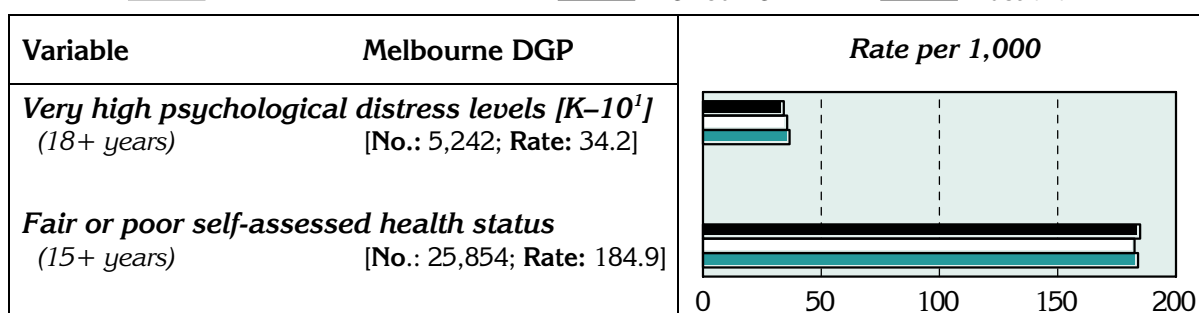 Variable Melbourne DGP Rate per 1,000
Very high psychological distress levels [K–10¹]
(18+ years) [No.: 5,242; Rate: 34.2]
Fair or poor self-assessed health status
(15+ years) [No.: 25,854; Rate: 184.9]
0 50 100 150 200